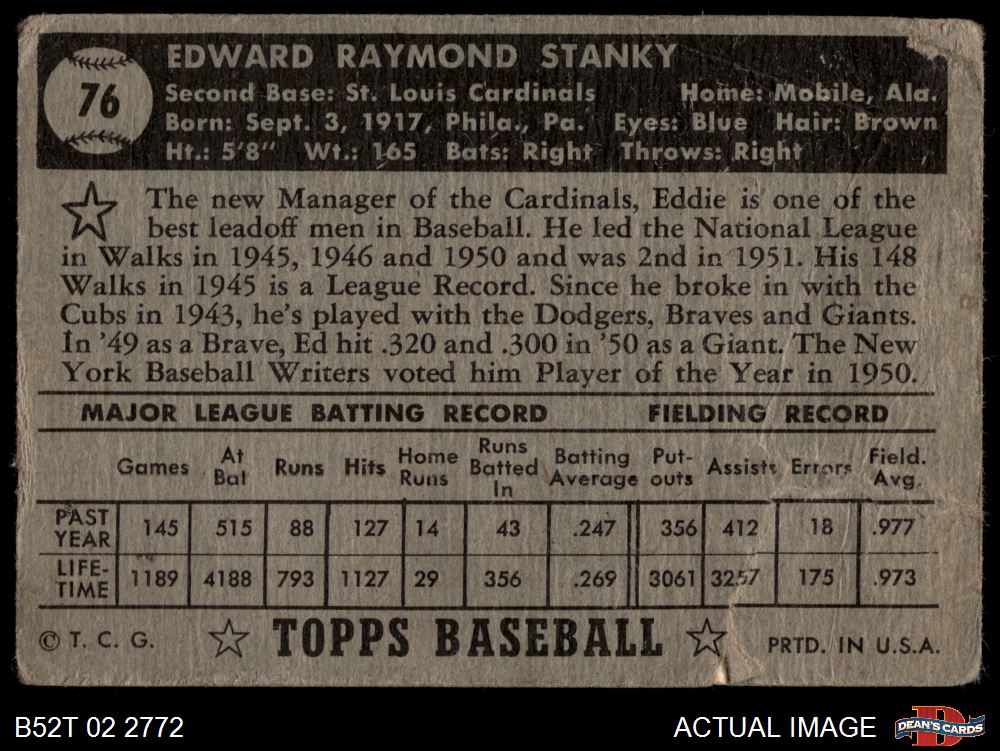 76
EDWARD RAYMOND STANKY
Second Base: St. Louis Cardinals Home: Mobile, Ala.
Born: Sept. 3, 1917, Phila., Pa. Eyes: Blue Hair: Brown
Ht.: 5'8" Wt.: 165 Bats: Right Throws: Right
The new Manager of the Cardinals, Eddie is one of the
best leadoff men in Baseball. He led the National League
in Walks in 1945, 1946 and 1950 and was 2nd in 1951. His 148
Walks in 1945 is a League Record. Since he broke in with the
Cubs in 1943, he's played with the Dodgers, Braves and Giants.
In '49 as a Brave, Ed hit .320 and .300 in '50 as a Giant. The New
York Baseball Writers voted him Player of the Year in 1950.
MAJOR LEAGUE BATTING RECORD FIELDING RECORD
Games At Bat Runs Hits Home Runs Runs Batted In Batting Average Put-outs Assists Errors Field. Avg.
PAST YEAR 145 515 88 127 14 43 .247 356 412 18 .977
LIFE-TIME 1189 4188 793 1127 29 356 .269 3061 3257 175 .973
© T. C. G. TOPPS BASEBALL PRTD. IN U.S.A.
B52T 02 2772 ACTUAL IMAGE DEAN'S CARDS